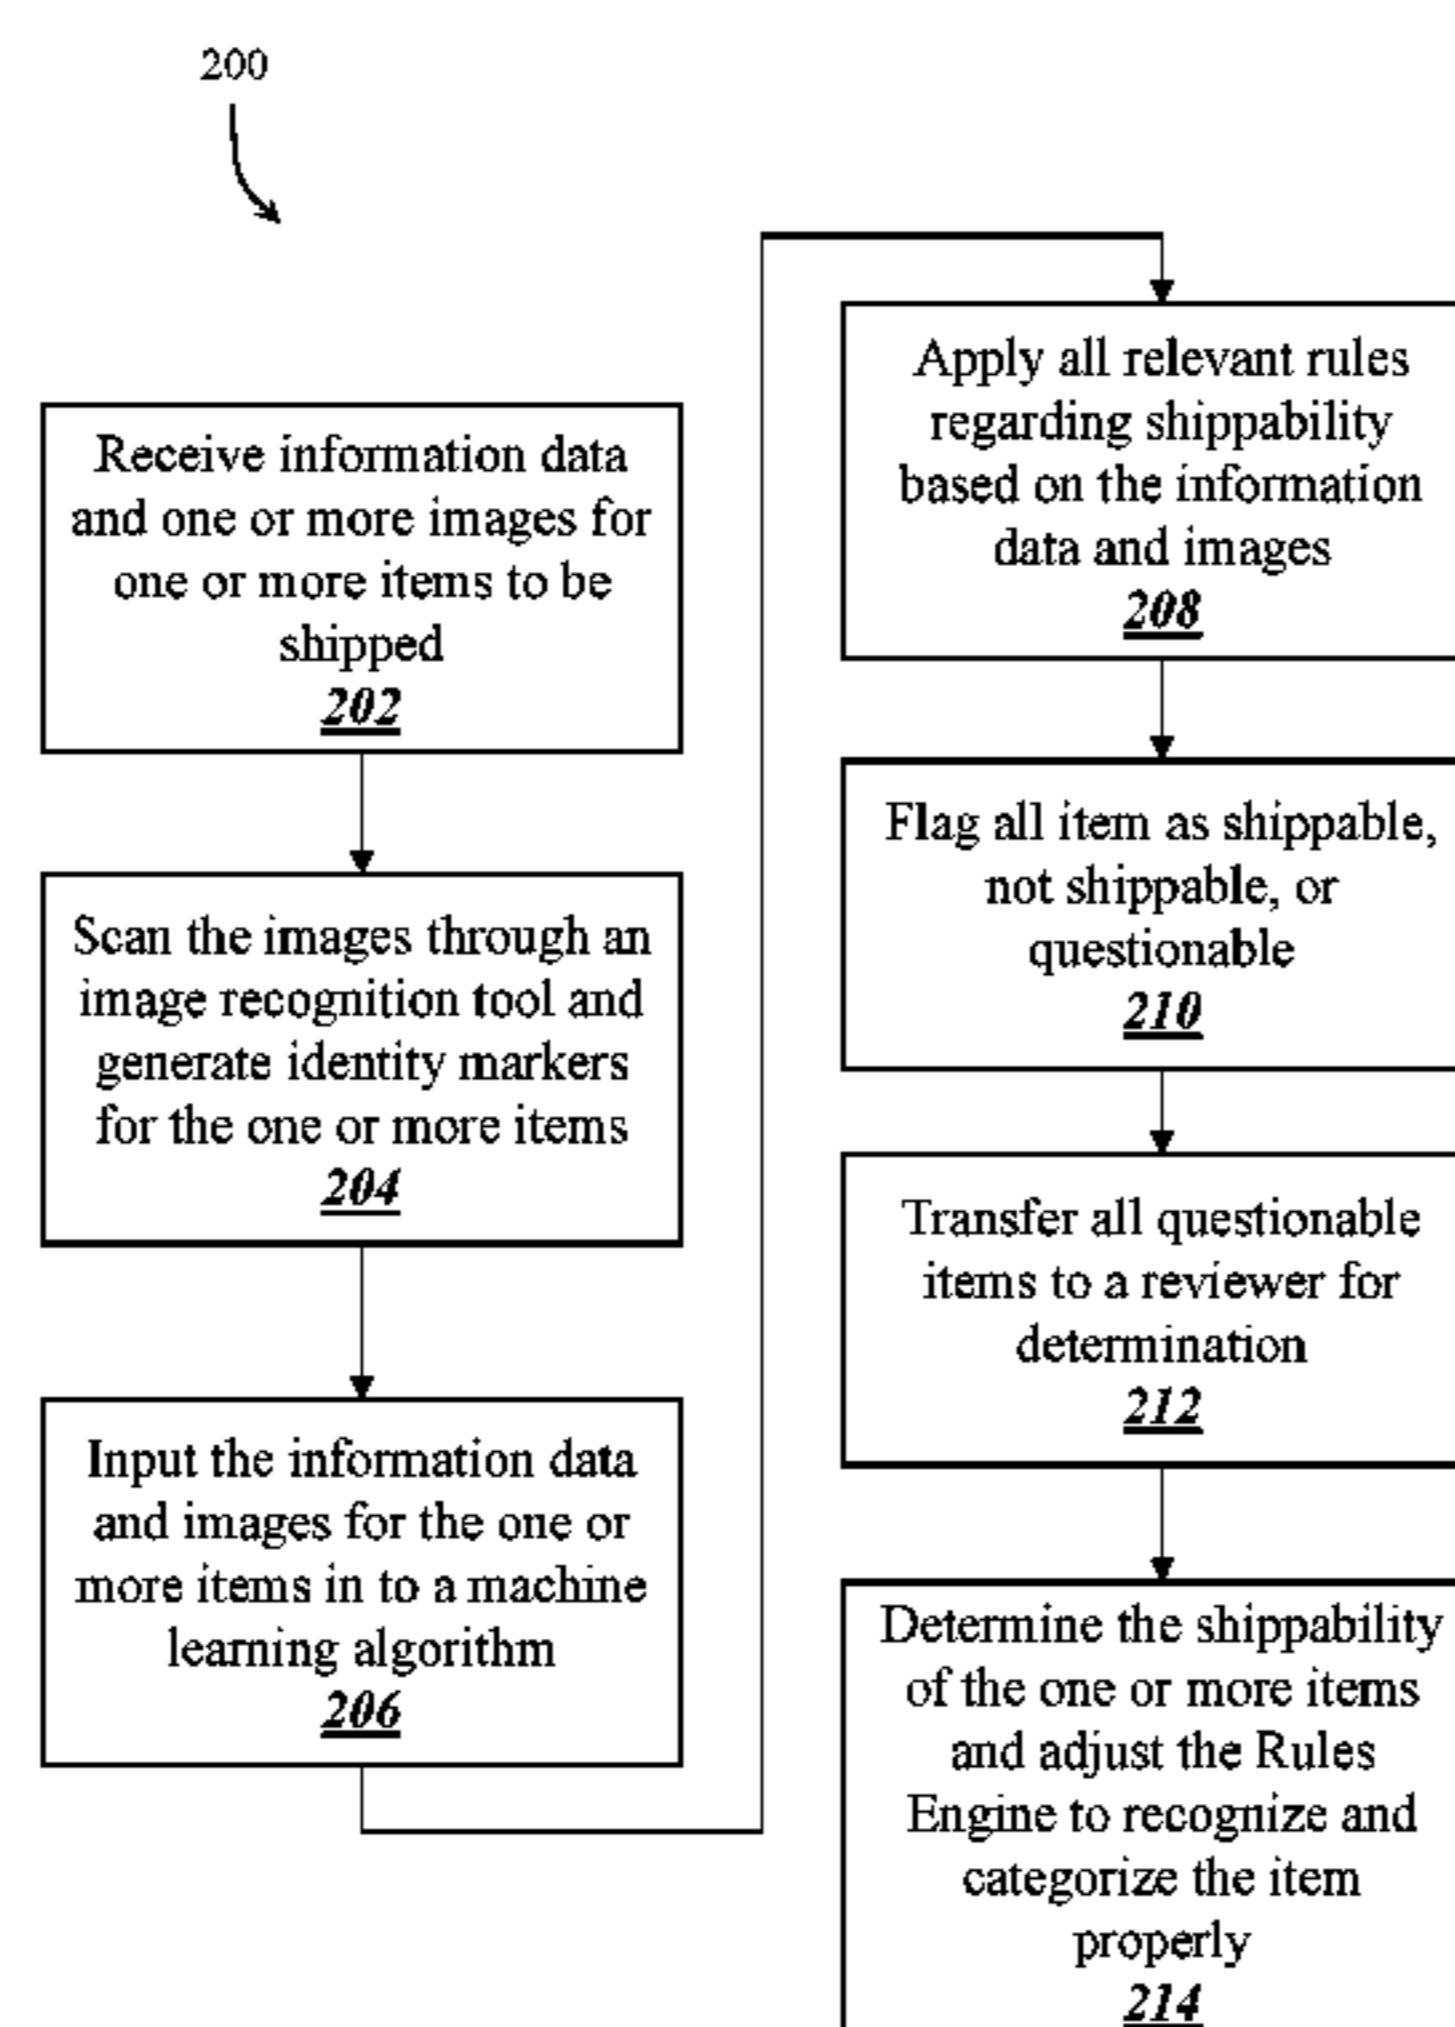 200
Receive information data
and one or more images for
one or more items to be
shipped
202
Scan the images through an
image recognition tool and
generate identity markers
for the one or more items
204
Input the information data
and images for the one or
more items in to a machine
learning algorithm
206
Apply all relevant rules
regarding shippability
based on the information
data and images
208
Flag all item as shippable,
not shippable, or
questionable
210
Transfer all questionable
items to a reviewer for
determination
212
Determine the shippability
of the one or more items
and adjust the Rules
Engine to recognize and
categorize the item
properly
214